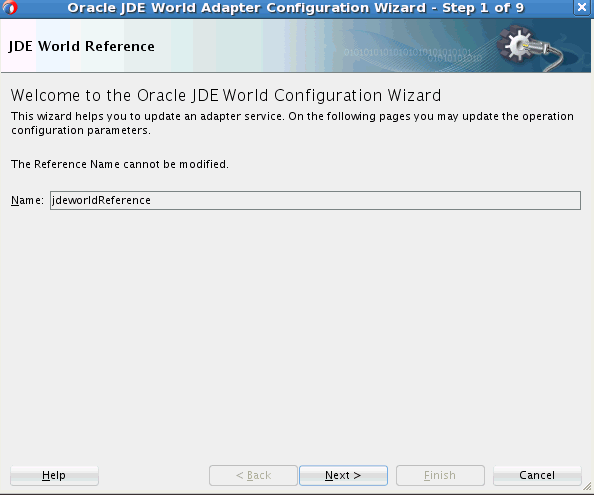 Oracle JDE World Adapter Configuration Wizard - Step 1 of 9
JDE World Reference
01010101010101010101010101
0101010101010
Welcome to the Oracle JDE World Configuration Wizard
This wizard helps you to update an adapter service. On the following pages you may update the operation
configuration parameters.
The Reference Name cannot be modified.
Name: jdeworldReference
Help
< Back
Next >
Finish
Cancel